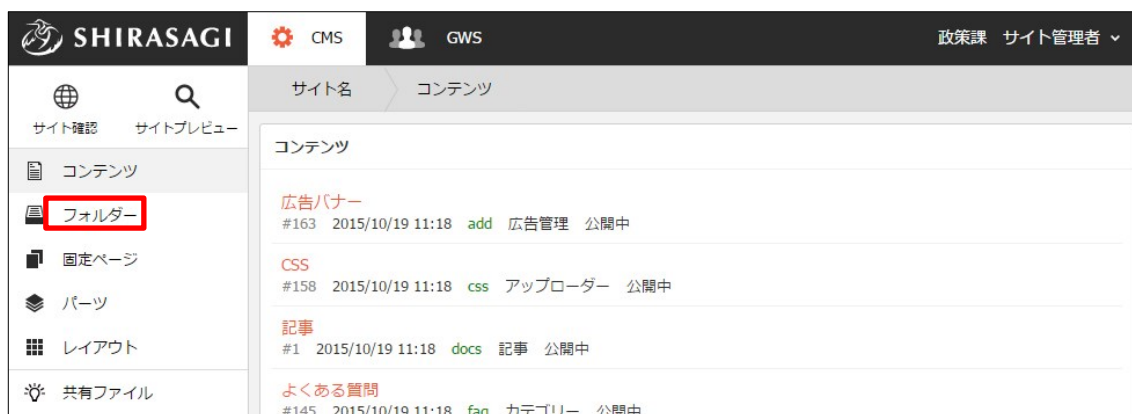 SHIRASAGI CMS GWS 政策課 サイト管理者
サイト確認 サイトプレビュー
サイト名 コンテンツ
コンテンツ
フォルダー
固定ページ
パーツ
レイアウト
共有ファイル
コンテンツ
広告バナー
#163 2015/10/19 11:18 add 広告管理 公開中
CSS
#158 2015/10/19 11:18 css アップローダー 公開中
記事
#1 2015/10/19 11:18 docs 記事 公開中
よくある質問
#145 2015/10/19 11:18 faq カテゴリー 公開中